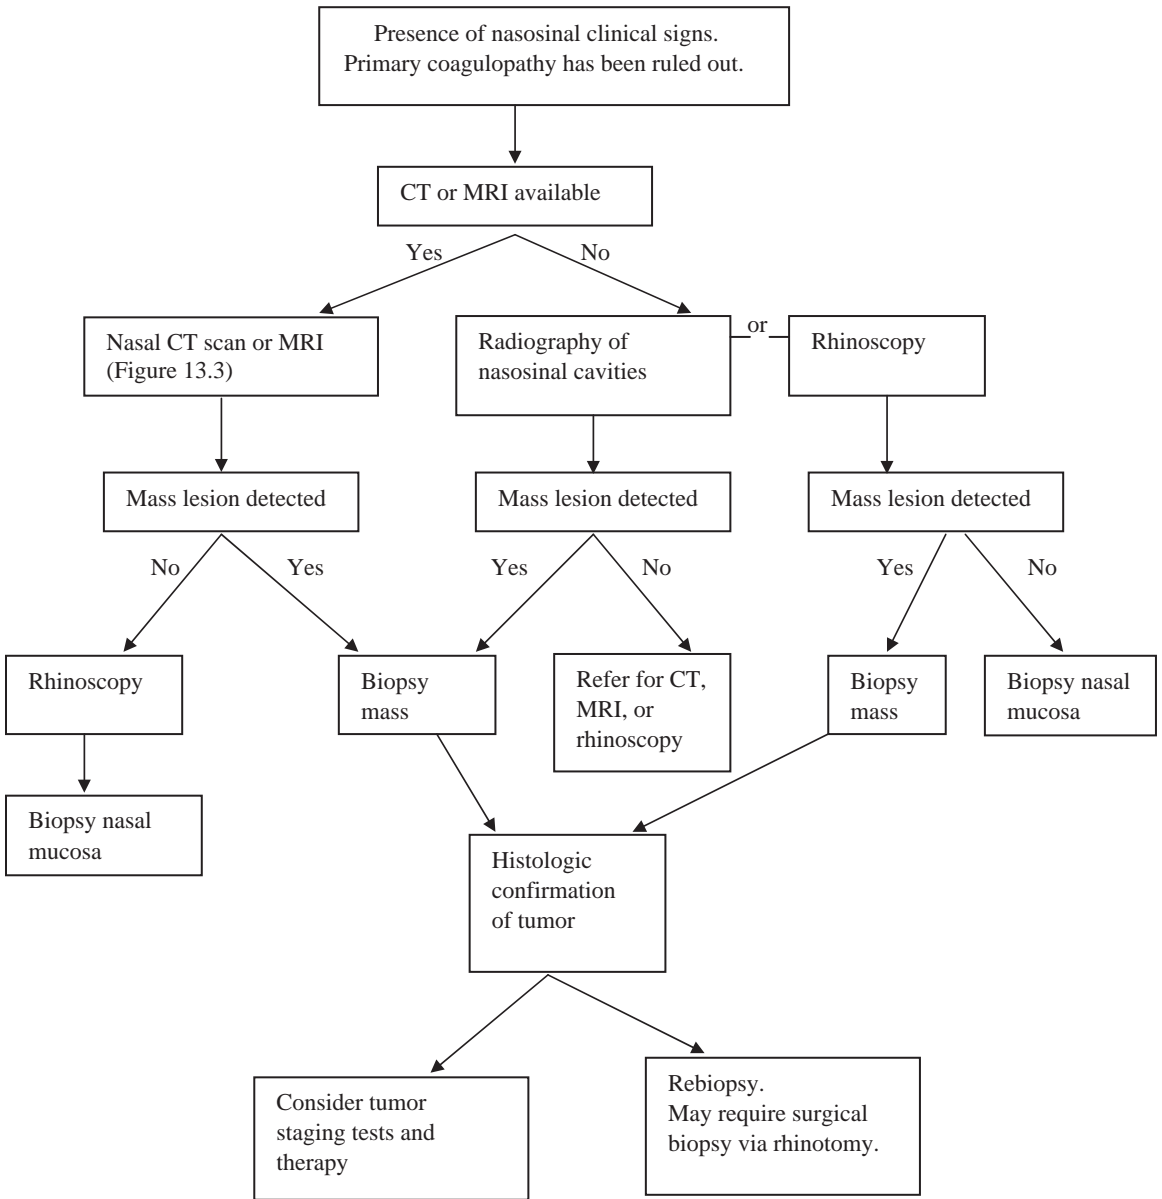 Presence of nasosinal clinical signs.
Primary coagulopathy has been ruled out.
CT or MRI available
Yes
No
Nasal CT scan or MRI
(Figure 13.3)
Radiography of
nasosinal cavities
or
Rhinoscopy
Mass lesion detected
Mass lesion detected
Mass lesion detected
No
Yes
Yes
No
Yes
No
Rhinoscopy
Biopsy
mass
Refer for CT,
MRI, or
rhinoscopy
Biopsy
mass
Biopsy nasal
mucosa
Biopsy nasal
mucosa
Histologic
confirmation
of tumor
Consider tumor
staging tests and
therapy
Rebiopsy.
May require surgical
biopsy via rhinotomy.